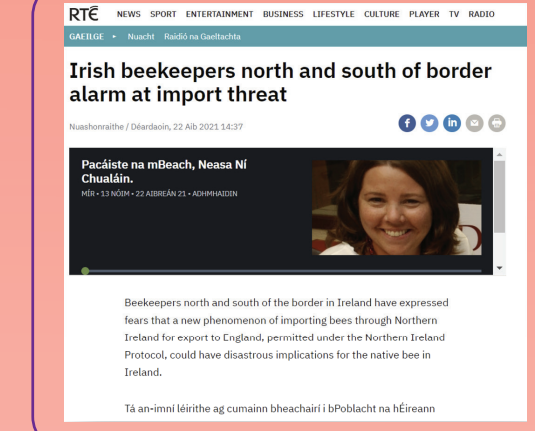 RTÉ NEWS SPORT ENTERTAINMENT BUSINESS LIFESTYLE CULTURE PLAYER TV RADIO
GAEILGE ▸ Nuacht Raidió na Gaeltachta
Irish beekeepers north and south of border
alarm at import threat
Nuashonraithe / Déardaoin, 22 Aib 2021 14:37
Pacáiste na mBeach, Neasa Ní
Chualáin.
MÍR • 13 NÓIM • 22 AIBREÁN 21 • ADHMHAIDIN
Beekeepers north and south of the border in Ireland have expressed
fears that a new phenomenon of importing bees through Northern
Ireland for export to England, permitted under the Northern Ireland
Protocol, could have disastrous implications for the native bee in
Ireland.
Tá an-imní léirithe ag cumainn bheachairí i bPoblacht na hÉireann